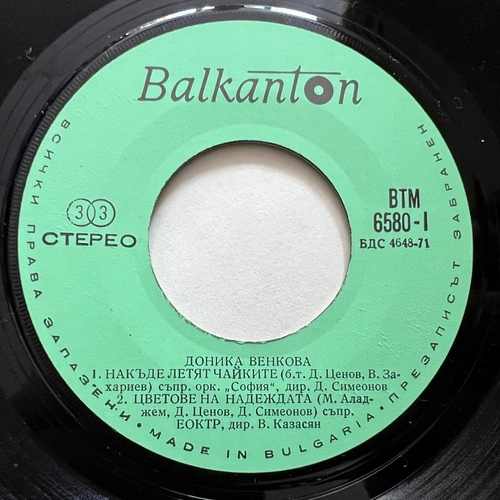 Balkanton
33
СТЕРЕО
ВТМ
6580-I
БДС 4648-71
ДОНИКА ВЕНКОВА
1. НАКЪДЕ ЛЕТЯТ ЧАЙКИТЕ (б.т. Д. Ценов, В. За-
хариев) съпр. орк. „София“, дир. Д. Симеонов
2. ЦВЕТОВЕ НА НАДЕЖДАТА (М. Алад-
жем, Д. Ценов, Д. Симеонов) съпр.
ЕОКТР, дир. В. Казасян
ВСИЧКИ ПРАВА ЗАПАЗЕНИ • MADE IN BULGARIA • ПРЕЗАПИСЪТ ЗАБРАНЕН